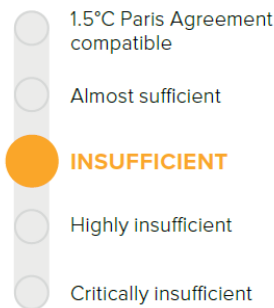 1.5°C Paris Agreement
compatible
Almost sufficient
INSUFFICIENT
Highly insufficient
Critically insufficient